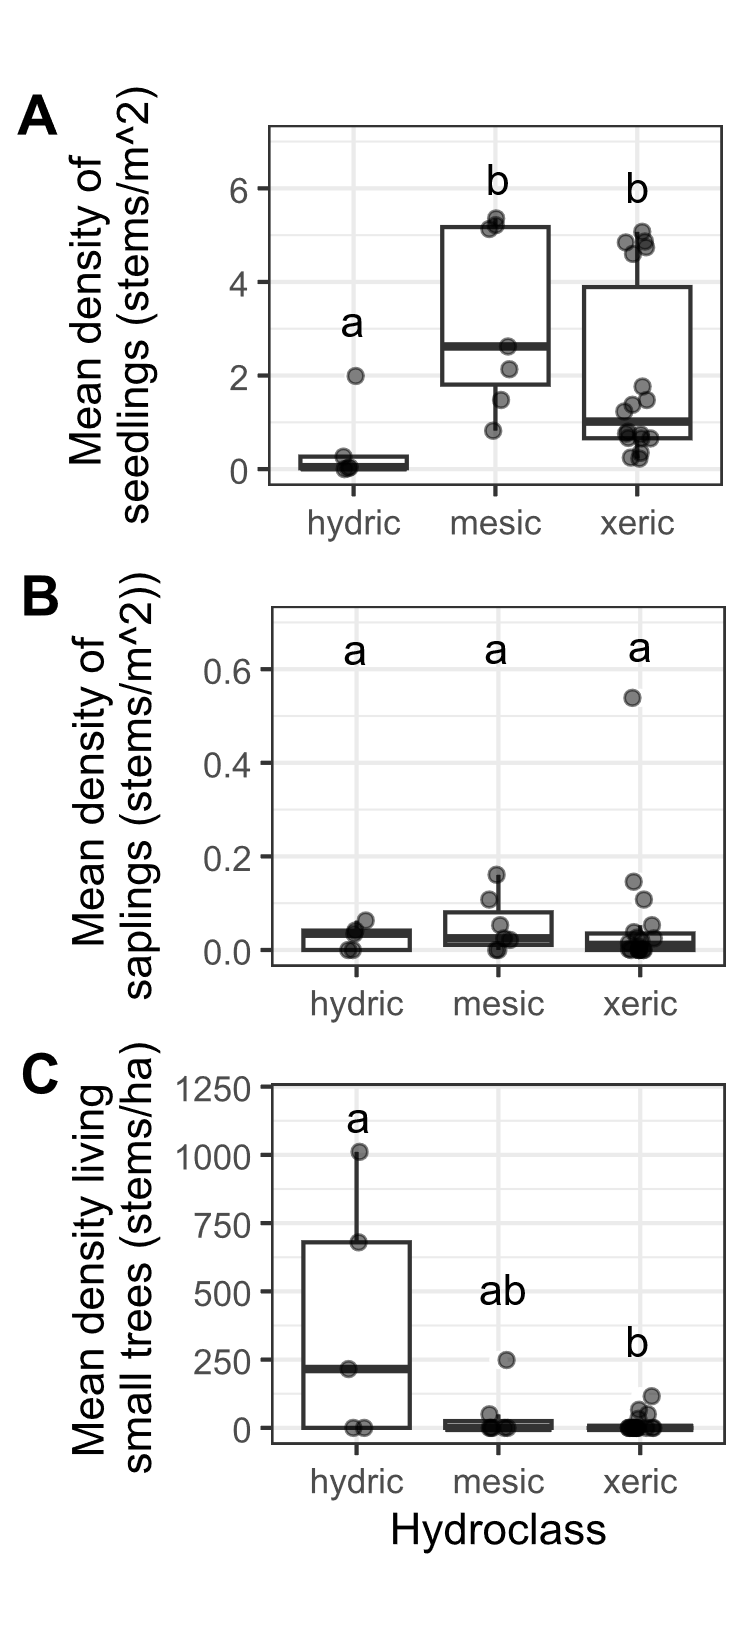 A
Mean density of
seedlings (stems/m^2)
6
4
2
0
a
b
b
hydric
mesic
xeric
B
Mean density of
saplings (stems/m^2))
0.6
0.4
0.2
0.0
a
a
a
hydric
mesic
xeric
C
Mean density living
small trees (stems/ha)
1250
1000
750
500
250
0
a
ab
b
hydric
mesic
xeric
Hydroclass